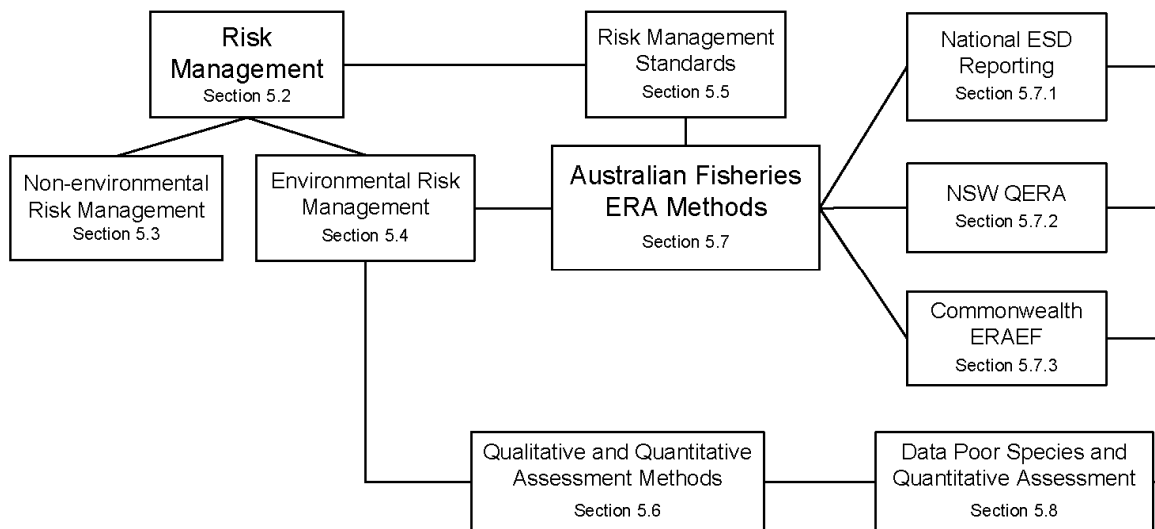 Risk
Management
Section 5.2
Risk Management
Standards
Section 5.5
National ESD
Reporting
Section 5.7.1
Non-environmental
Risk Management
Section 5.3
Environmental Risk
Management
Section 5.4
Australian Fisheries
ERA Methods
Section 5.7
NSW QERA
Section 5.7.2
Commonwealth
ERAEF
Section 5.7.3
Qualitative and Quantitative
Assessment Methods
Section 5.6
Data Poor Species and
Quantitative Assessment
Section 5.8